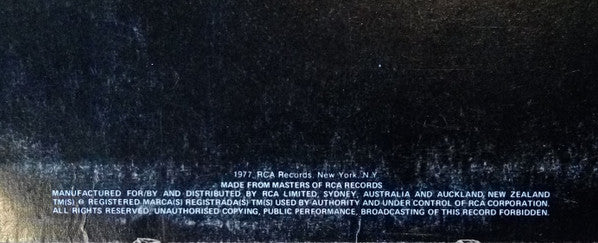 1977, RCA Records, New York, N.Y
MADE FROM MASTERS OF RCA RECORDS
MANUFACTURED FOR/BY AND DISTRIBUTED BY RCA LIMITED, SYDNEY, AUSTRALIA AND AUCKLAND, NEW ZEALAND
TM(S) ® REGISTERED MARCA(S) REGISTRADA(S) TM(S) USED BY AUTHORITY AND UNDER CONTROL OF RCA CORPORATION.
ALL RIGHTS RESERVED, UNAUTHORISED COPYING, PUBLIC PERFORMANCE, BROADCASTING OF THIS RECORD FORBIDDEN.